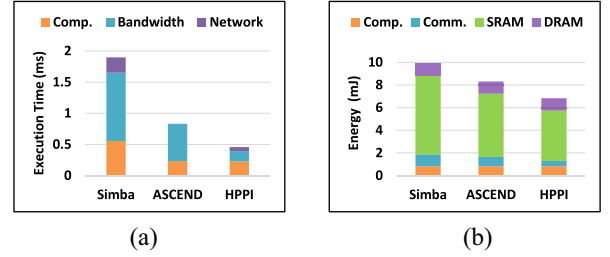 Comp. Bandwidth Network
Execution Time (ms)
2
1.5
1
0.5
0
Simba ASCEND HPPI
(a)
Comp. Comm. SRAM DRAM
Energy (mJ)
10
8
6
4
2
0
Simba ASCEND HPPI
(b)